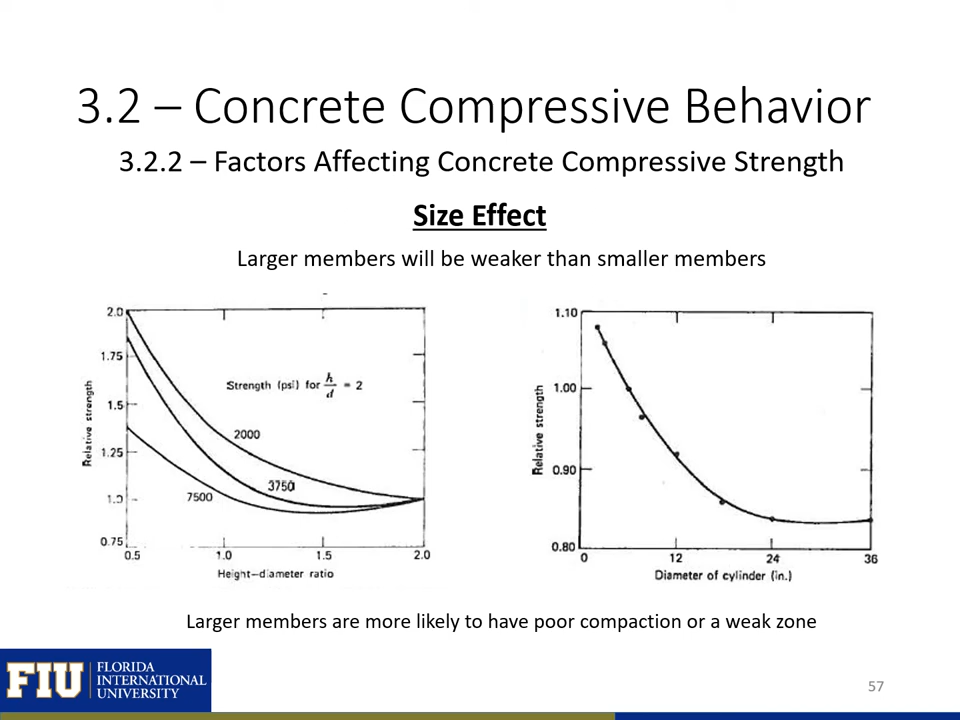 3.2 – Concrete Compressive Behavior
3.2.2 – Factors Affecting Concrete Compressive Strength
Size Effect
Larger members will be weaker than smaller members
2.0
1.75
1.5
1.25
1.0
0.75
Relative strength
Strength (psi) for h/d = 2
2000
3750
7500
0.5 1.0 1.5 2.0
Height–diameter ratio
1.10
1.00
0.90
0.80
Relative strength
0 12 24 36
Diameter of cylinder (in.)
Larger members are more likely to have poor compaction or a weak zone
FIU
FLORIDA
INTERNATIONAL
UNIVERSITY
57